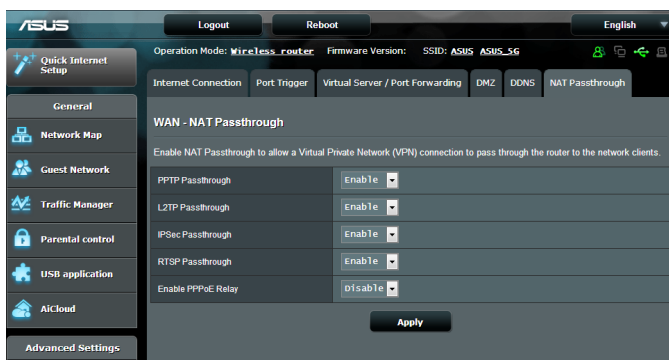 ASUS
Logout
Reboot
English
Operation Mode: Wireless router Firmware Version: SSID: ASUS ASUS_5G
Quick Internet
Setup
Internet Connection
Port Trigger
Virtual Server / Port Forwarding
DMZ
DDNS
NAT Passthrough
General
Network Map
Guest Network
Traffic Manager
Parental control
USB application
AiCloud
Advanced Settings
WAN - NAT Passthrough
Enable NAT Passthrough to allow a Virtual Private Network (VPN) connection to pass through the router to the network clients.
PPTP Passthrough Enable
L2TP Passthrough Enable
IPSec Passthrough Enable
RTSP Passthrough Enable
Enable PPPoE Relay Disable
Apply